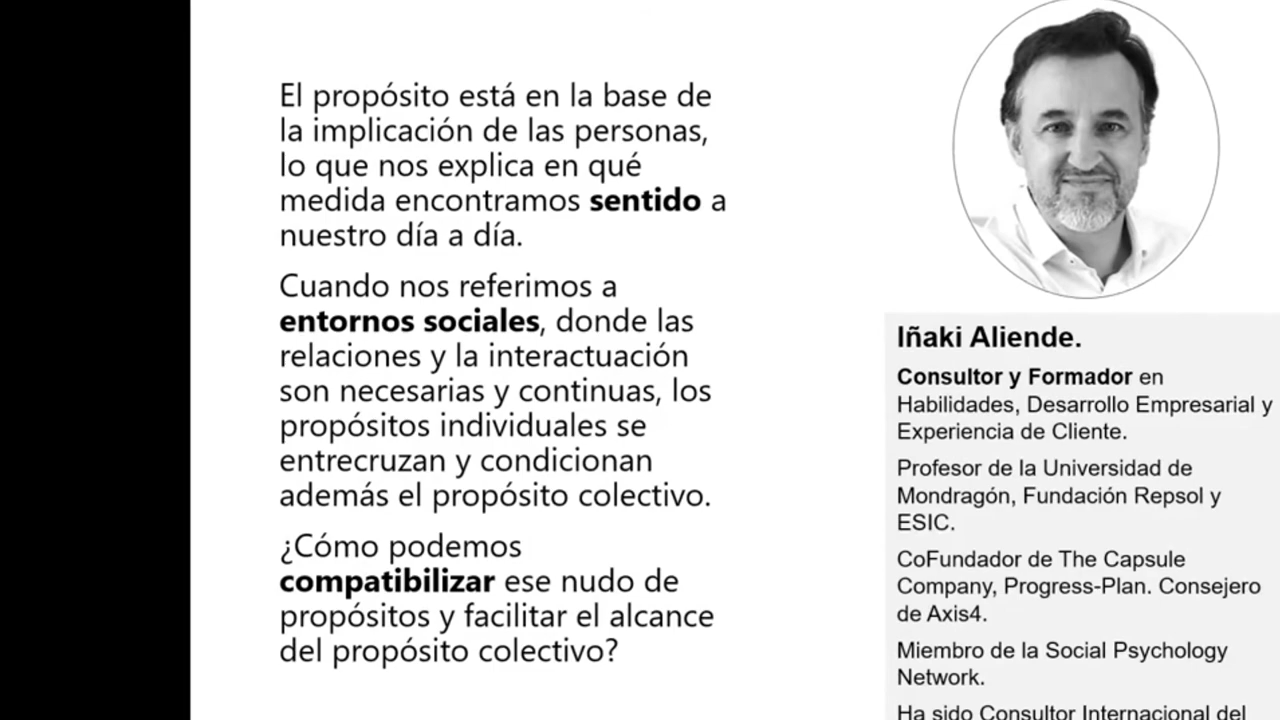 El propósito está en la base de
la implicación de las personas,
lo que nos explica en qué
medida encontramos sentido a
nuestro día a día.
Cuando nos referimos a
entornos sociales, donde las
relaciones y la interactuación
son necesarias y continuas, los
propósitos individuales se
entrecruzan y condicionan
además el propósito colectivo.
¿Cómo podemos
compatibilizar ese nudo de
propósitos y facilitar el alcance
del propósito colectivo?
Iñaki Aliende.
Consultor y Formador en
Habilidades, Desarrollo Empresarial y
Experiencia de Cliente.
Profesor de la Universidad de
Mondragón, Fundación Repsol y
ESIC.
CoFundador de The Capsule
Company, Progress-Plan. Consejero
de Axis4.
Miembro de la Social Psychology
Network.
Ha sido Consultor Internacional del